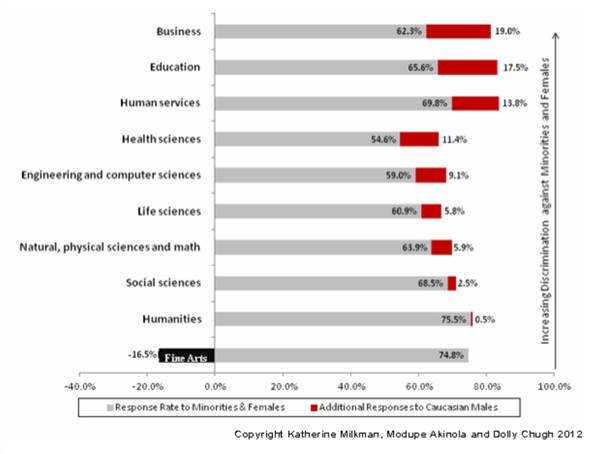 Business 62.3% 19.0%
Education 65.6% 17.5%
Human services 69.8% 13.8%
Health sciences 54.6% 11.4%
Engineering and computer sciences 59.0% 9.1%
Life sciences 60.9% 5.8%
Natural, physical sciences and math 63.9% 5.9%
Social sciences 68.5% 2.5%
Humanities 75.5% 0.5%
-16.5% Fine Arts 74.8%
-40.0% -20.0% 0.0% 20.0% 40.0% 60.0% 80.0% 100.0%
Increasing Discrimination against Minorities and Females
Response Rate to Minorities & Females Additional Responses to Caucasian Males
Copyright Katherine Milkman, Modupe Akinola and Dolly Chugh 2012